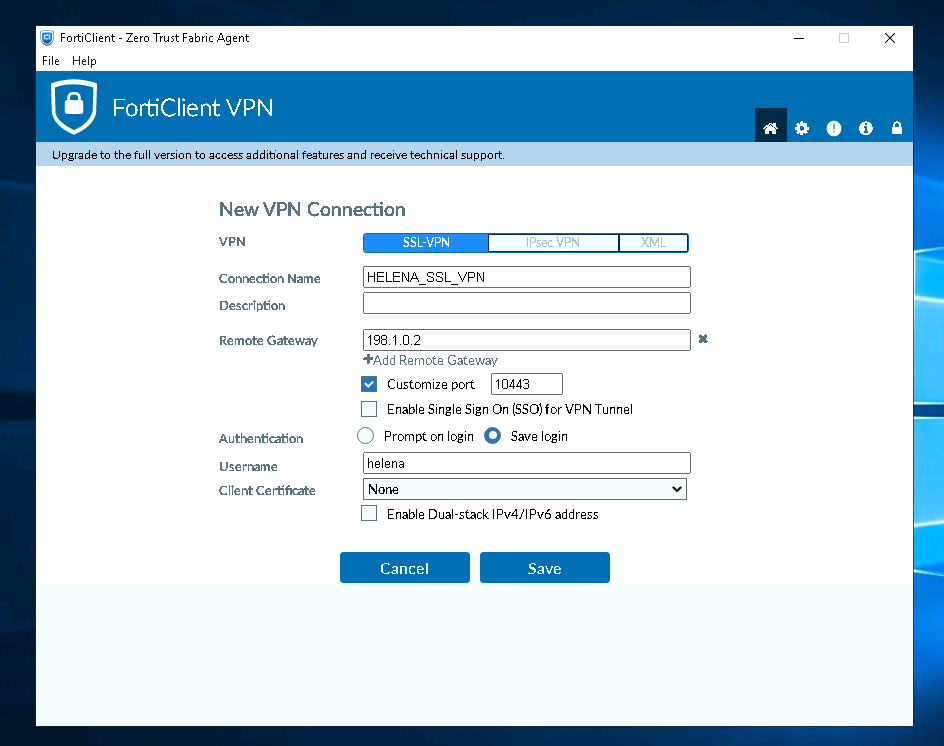 FortiClient - Zero Trust Fabric Agent
File Help
FortiClient VPN
Upgrade to the full version to access additional features and receive technical support.
New VPN Connection
VPN SSL-VPN IPsec VPN XML
Connection Name HELENA_SSL_VPN
Description
Remote Gateway 198.1.0.2
+Add Remote Gateway
Customize port 10443
Enable Single Sign On (SSO) for VPN Tunnel
Authentication Prompt on login Save login
Username helena
Client Certificate None
Enable Dual-stack IPv4/IPv6 address
Cancel Save